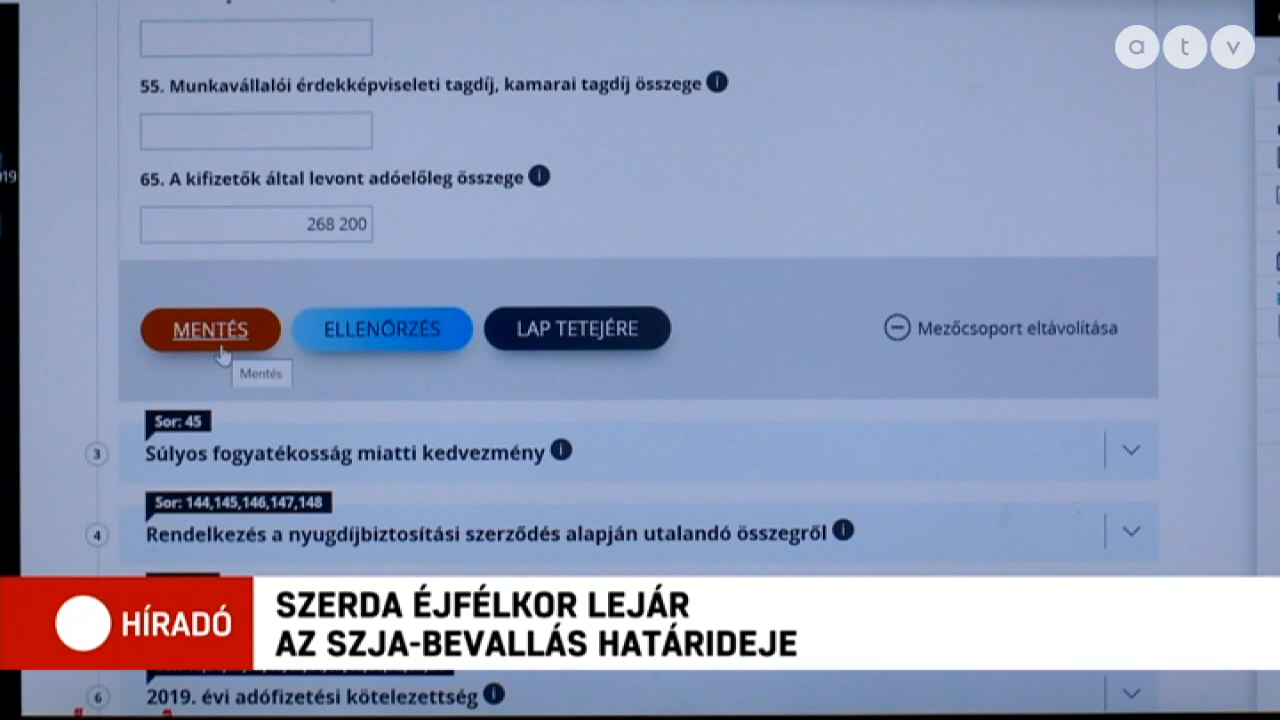 a t v
55. Munkavállalói érdekképviseleti tagdíj, kamarai tagdíj összege
19
65. A kifizetők által levont adóelőleg összege
268 200
MENTÉS ELLENŐRZÉS LAP TETEJÉRE Mezőcsoport eltávolítása
Mentés
Sor: 45
3 Súlyos fogyatékosság miatti kedvezmény
Sor: 144,145,146,147,148
4 Rendelkezés a nyugdíjbiztosítási szerződés alapján utalandó összegről
HÍRADÓ
SZERDA ÉJFÉLKOR LEJÁR
AZ SZJA-BEVALLÁS HATÁRIDEJE
6 2019. évi adófizetési kötelezettség